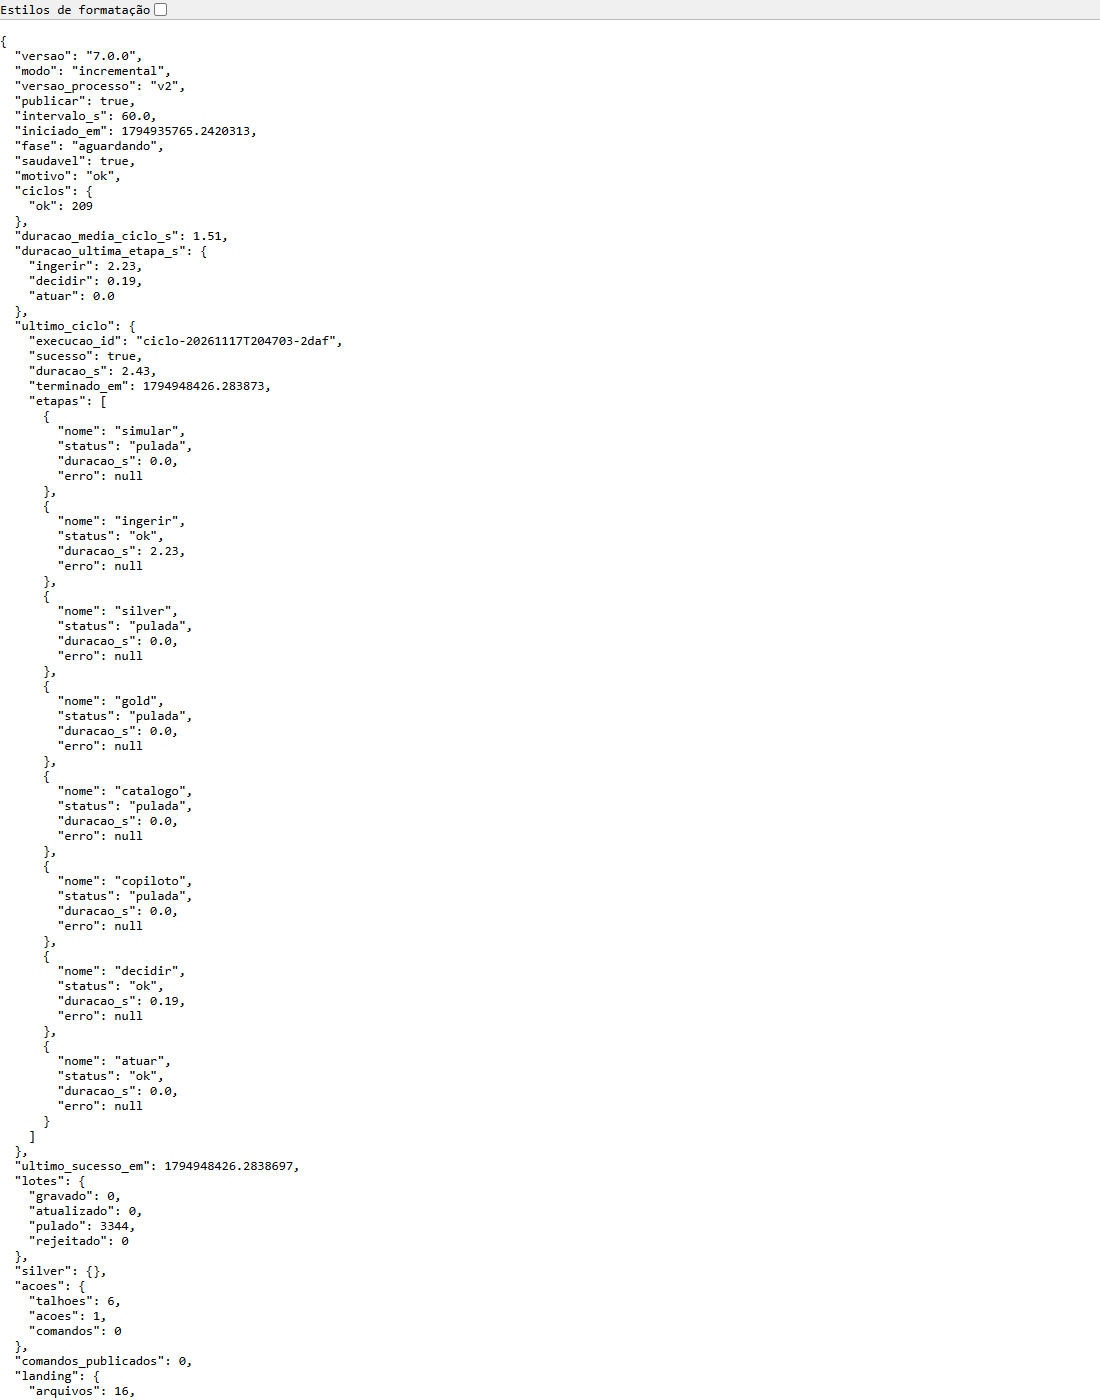 Estilos de formatação
{
  "versao": "7.0.0",
  "modo": "incremental",
  "versao_processo": "v2",
  "publicar": true,
  "intervalo_s": 60.0,
  "iniciado_em": 1794935765.2420313,
  "fase": "aguardando",
  "saudavel": true,
  "motivo": "ok",
  "ciclos": {
    "ok": 209
  },
  "duracao_media_ciclo_s": 1.51,
  "duracao_ultima_etapa_s": {
    "ingerir": 2.23,
    "decidir": 0.19,
    "atuar": 0.0
  },
  "ultimo_ciclo": {
    "execucao_id": "ciclo-20261117T204703-2daf",
    "sucesso": true,
    "duracao_s": 2.43,
    "terminado_em": 1794948426.283873,
    "etapas": [
      {
        "nome": "simular",
        "status": "pulada",
        "duracao_s": 0.0,
        "erro": null
      },
      {
        "nome": "ingerir",
        "status": "ok",
        "duracao_s": 2.23,
        "erro": null
      },
      {
        "nome": "silver",
        "status": "pulada",
        "duracao_s": 0.0,
        "erro": null
      },
      {
        "nome": "gold",
        "status": "pulada",
        "duracao_s": 0.0,
        "erro": null
      },
      {
        "nome": "catalogo",
        "status": "pulada",
        "duracao_s": 0.0,
        "erro": null
      },
      {
        "nome": "copiloto",
        "status": "pulada",
        "duracao_s": 0.0,
        "erro": null
      },
      {
        "nome": "decidir",
        "status": "ok",
        "duracao_s": 0.19,
        "erro": null
      },
      {
        "nome": "atuar",
        "status": "ok",
        "duracao_s": 0.0,
        "erro": null
      }
    ]
  },
  "ultimo_sucesso_em": 1794948426.2838697,
  "lotes": {
    "gravado": 0,
    "atualizado": 0,
    "pulado": 3344,
    "rejeitado": 0
  },
  "silver": {},
  "acoes": {
    "talhoes": 6,
    "acoes": 1,
    "comandos": 0
  },
  "comandos_publicados": 0,
  "landing": {
    "arquivos": 16,